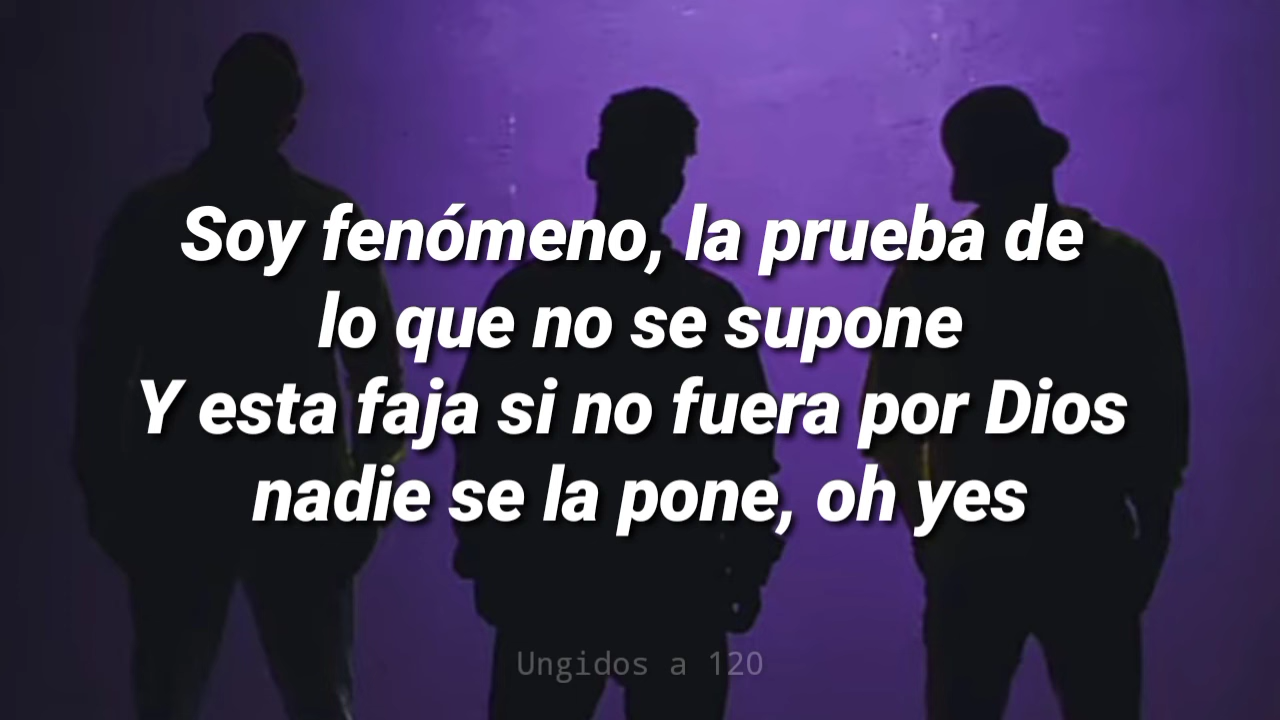 Soy fenómeno, la prueba de
lo que no se supone
Y esta faja si no fuera por Dios
nadie se la pone, oh yes
Ungidos a 120